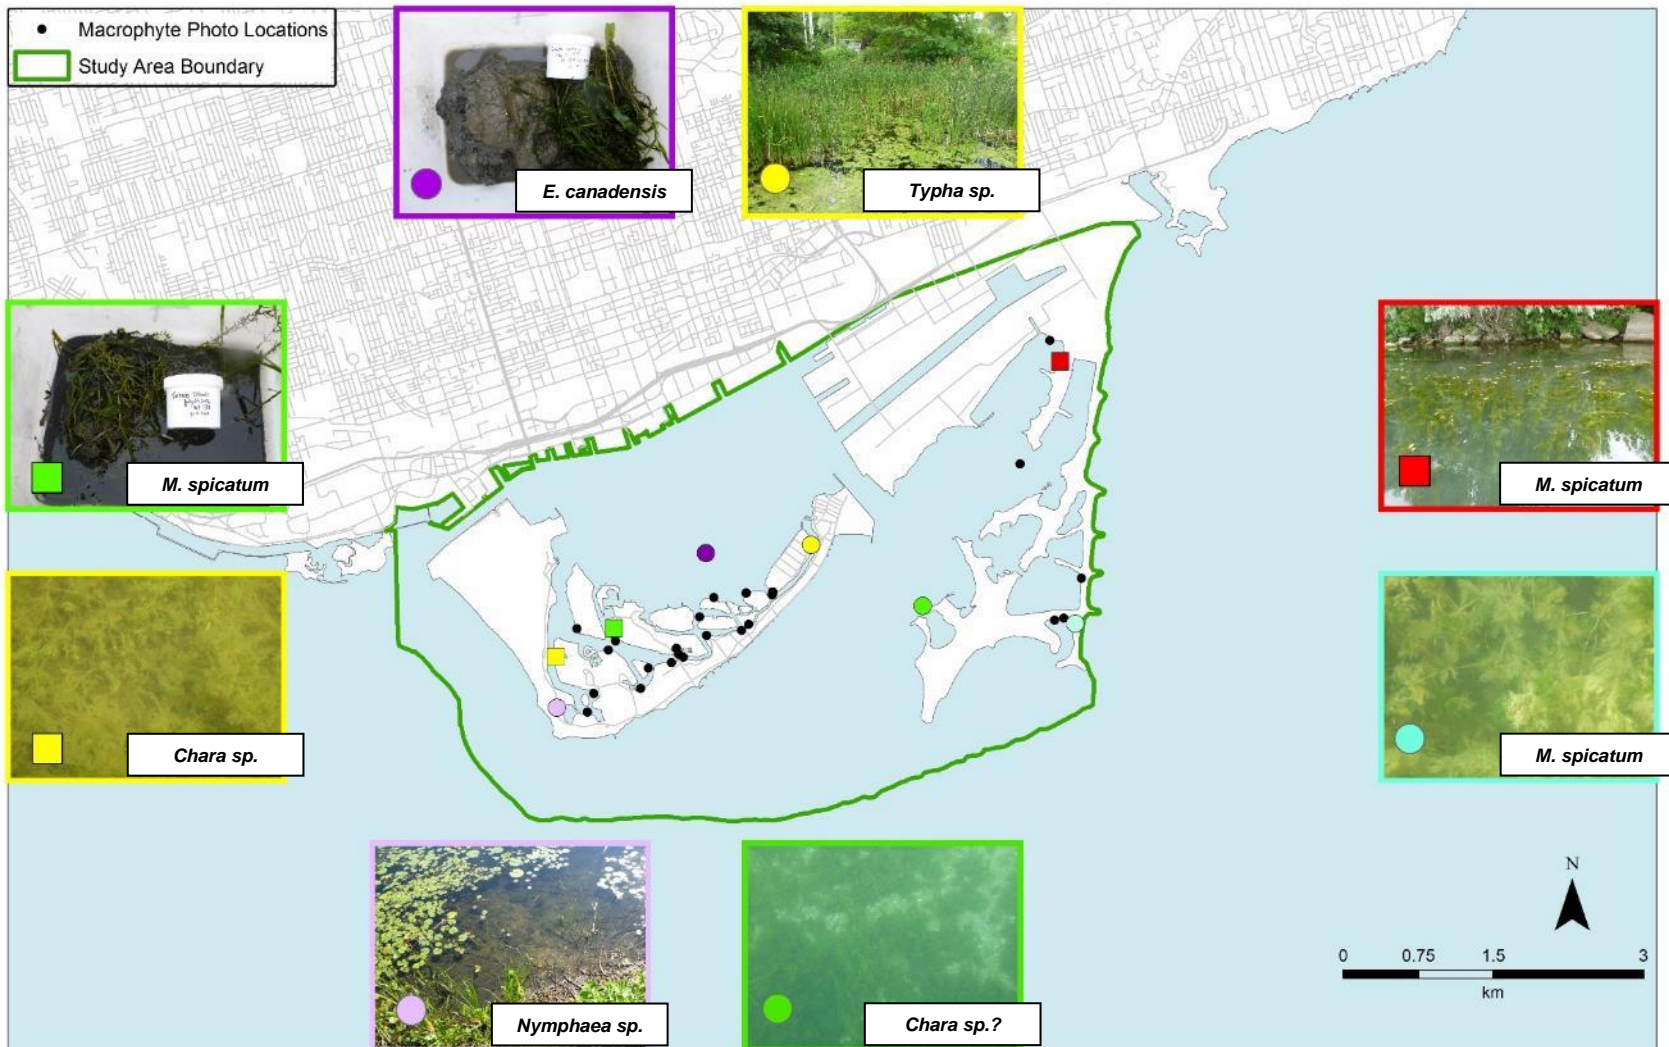 Macrophyte Photo Locations
Study Area Boundary
E. canadensis
Typha sp.
M. spicatum
M. spicatum
Chara sp.
M. spicatum
Nymphaea sp.
Chara sp.?
N
0 0.75 1.5 3
km